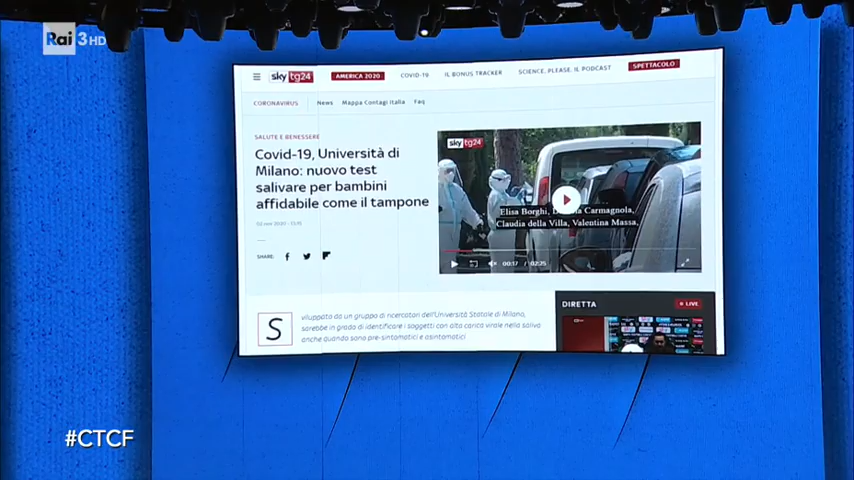 Rai 3HD
sky tg24
AMERICA 2020
COVID-19
IL BONUS TRACKER
SCIENCE, PLEASE. IL PODCAST
SPETTACOLO
CORONAVIRUS
News
Mappa Contagi Italia
Faq
SALUTE E BENESSERE
Covid-19, Università di
Milano: nuovo test
salivare per bambini
affidabile come il tampone
SHARE:
sky tg24
Elisa Borghi, Carmagnola,
Claudia della Villa, Valentina Massa,
00:17 / 02:25
Sviluppato da un gruppo di ricercatori dell'Università Statale di Milano,
sarebbe in grado di identificare i soggetti con alta carica virale nella saliva
anche quando sono pre-sintomatici e asintomatici
DIRETTA
LIVE
#CTCF